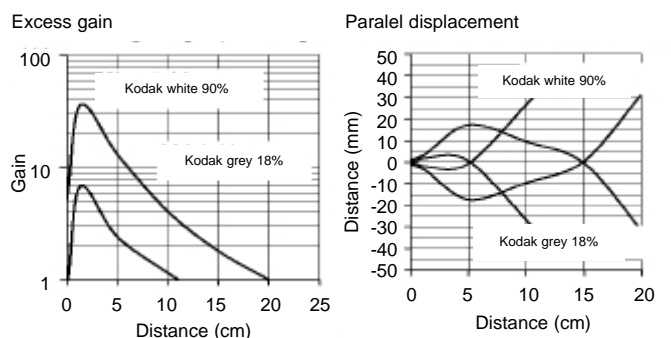 Excess gain
100
10
1
Gain
Kodak white 90%
Kodak grey 18%
0 5 10 15 20 25
Distance (cm)
Paralel displacement
50
40
30
20
10
0
-10
-20
-30
-40
-50
Distance (mm)
Kodak white 90%
Kodak grey 18%
0 5 10 15 20
Distance (cm)